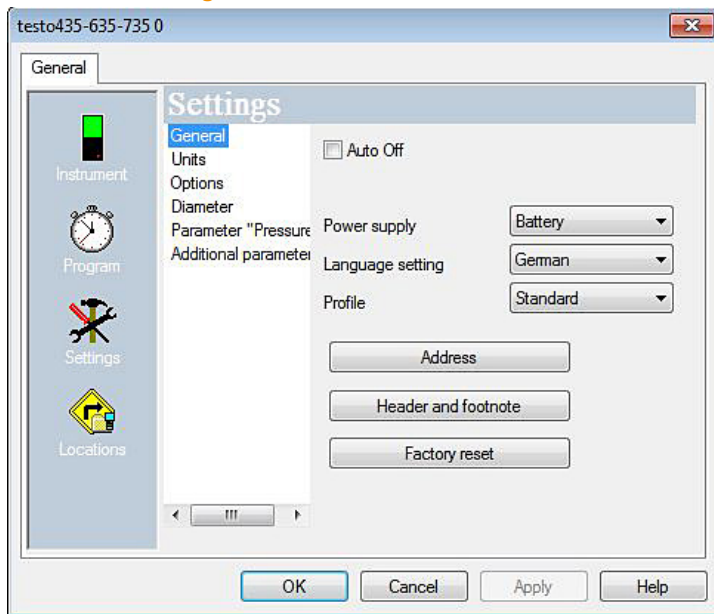 testo435-635-735 0
General
Instrument
Program
Settings
Locations
Settings
General
Units
Options
Diameter
Parameter "Pressure
Additional parameter
Auto Off
Power supply Battery
Language setting German
Profile Standard
Address
Header and footnote
Factory reset
OK Cancel Apply Help